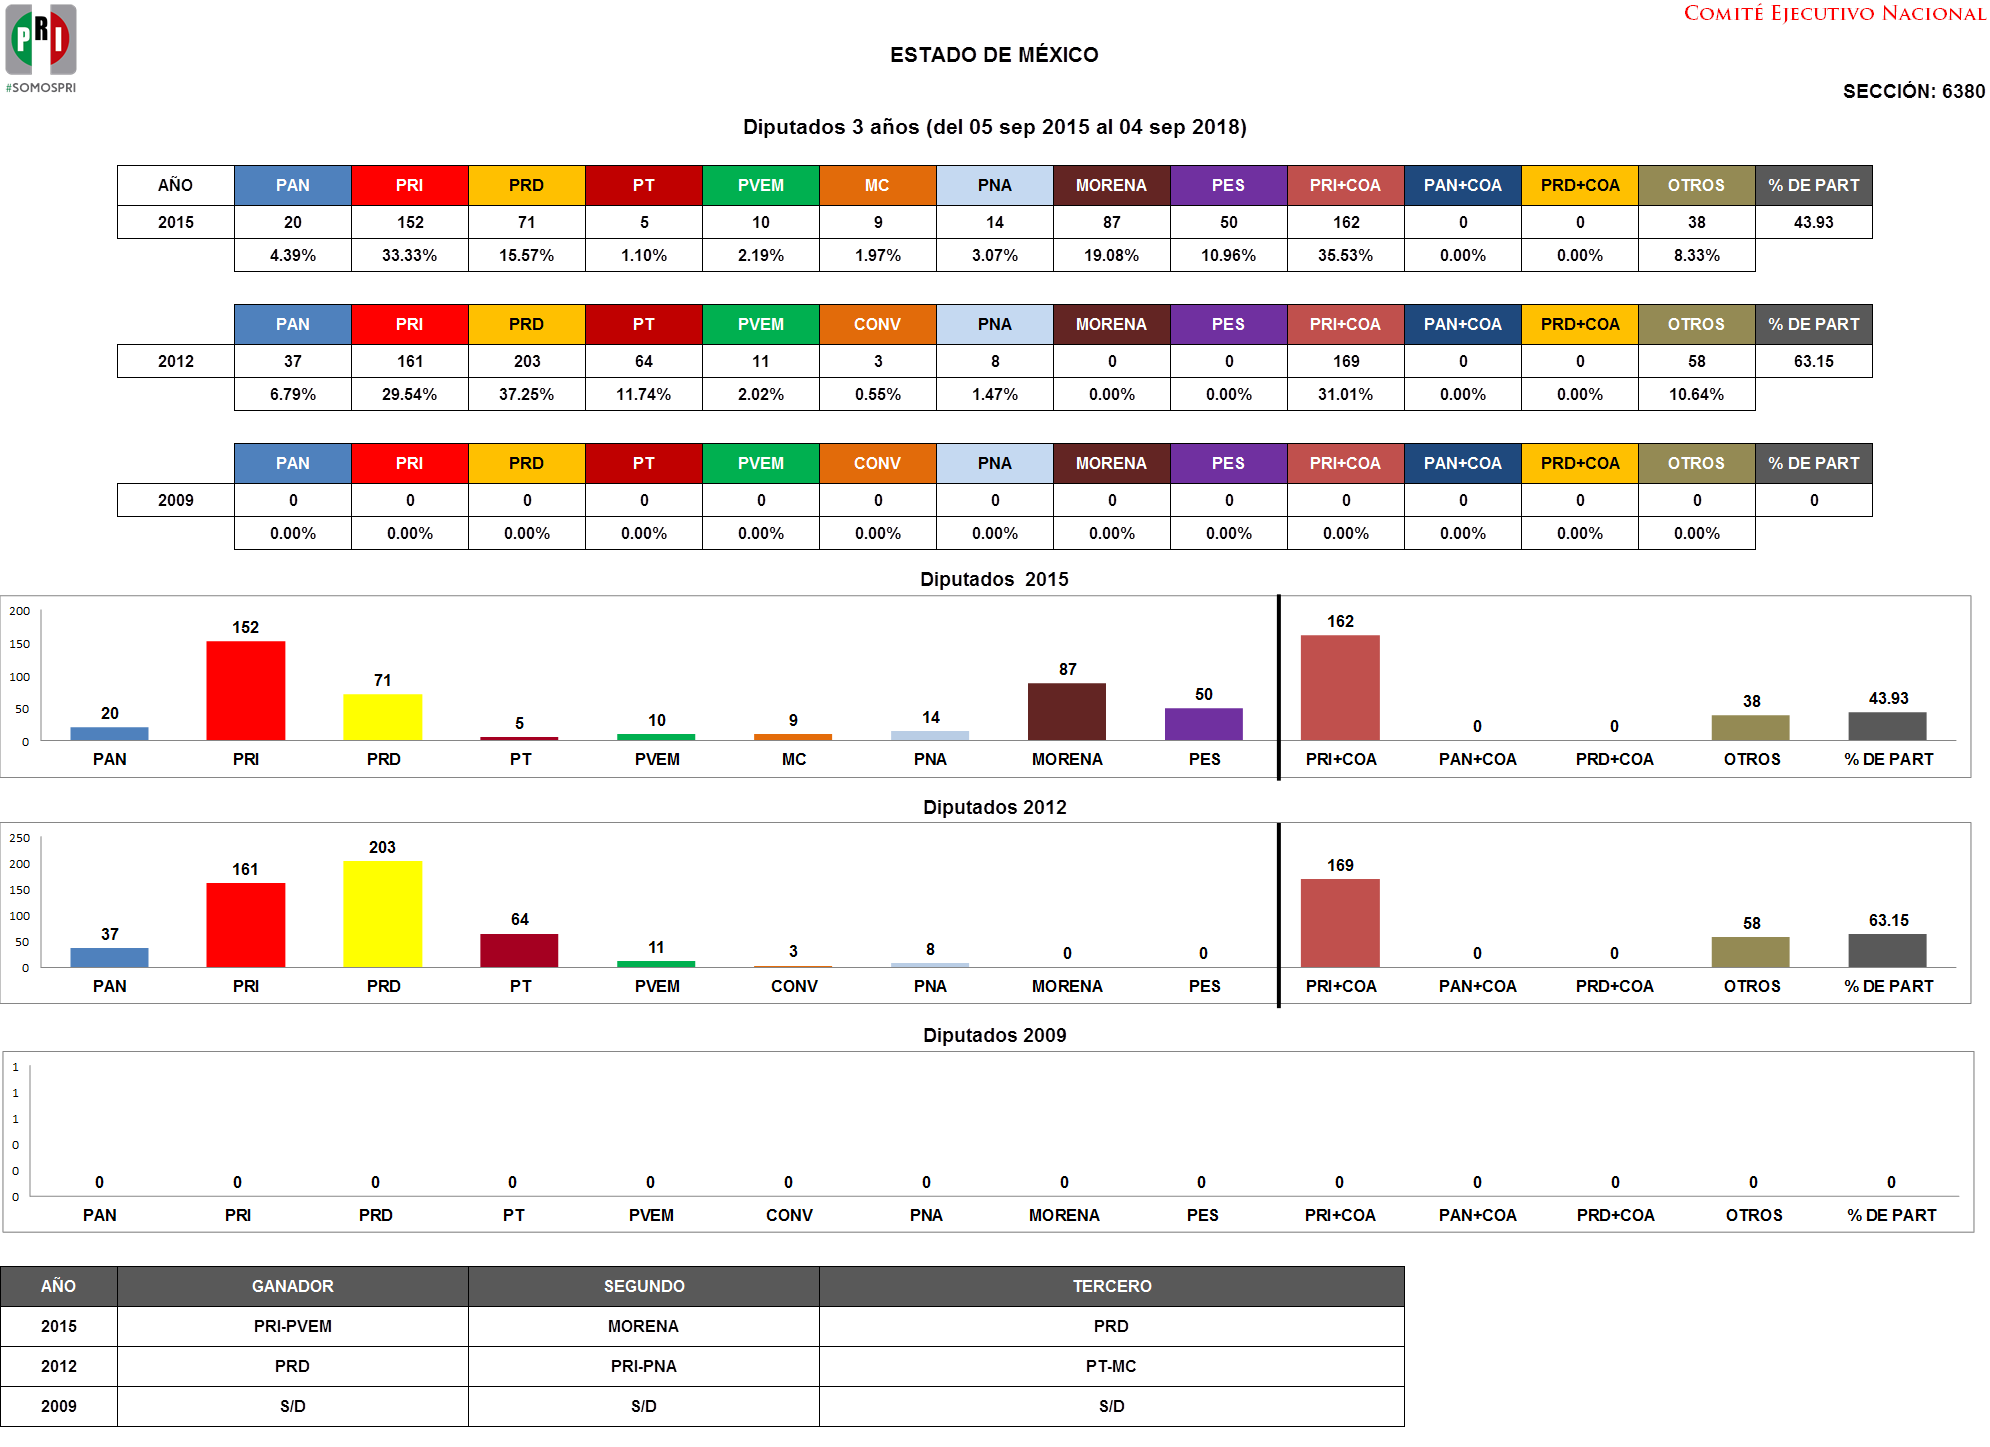 PRI
#SOMOSPRI
COMITÉ EJECUTIVO NACIONAL
ESTADO DE MÉXICO
SECCIÓN: 6380
Diputados 3 años (del 05 sep 2015 al 04 sep 2018)
AÑO PAN PRI PRD PT PVEM MC PNA MORENA PES PRI+COA PAN+COA PRD+COA OTROS % DE PART
2015 20 152 71 5 10 9 14 87 50 162 0 0 38 43.93
4.39% 33.33% 15.57% 1.10% 2.19% 1.97% 3.07% 19.08% 10.96% 35.53% 0.00% 0.00% 8.33%
PAN PRI PRD PT PVEM CONV PNA MORENA PES PRI+COA PAN+COA PRD+COA OTROS % DE PART
2012 37 161 203 64 11 3 8 0 0 169 0 0 58 63.15
6.79% 29.54% 37.25% 11.74% 2.02% 0.55% 1.47% 0.00% 0.00% 31.01% 0.00% 0.00% 10.64%
PAN PRI PRD PT PVEM CONV PNA MORENA PES PRI+COA PAN+COA PRD+COA OTROS % DE PART
2009 0 0 0 0 0 0 0 0 0 0 0 0 0 0
0.00% 0.00% 0.00% 0.00% 0.00% 0.00% 0.00% 0.00% 0.00% 0.00% 0.00% 0.00% 0.00%
Diputados 2015
200
150
100
50
0
20 152 71 5 10 9 14 87 50 162 0 0 38 43.93
PAN PRI PRD PT PVEM MC PNA MORENA PES PRI+COA PAN+COA PRD+COA OTROS % DE PART
Diputados 2012
250
200
150
100
50
0
37 161 203 64 11 3 8 0 0 169 0 0 58 63.15
PAN PRI PRD PT PVEM CONV PNA MORENA PES PRI+COA PAN+COA PRD+COA OTROS % DE PART
Diputados 2009
1
1
1
0
0
0
0 0 0 0 0 0 0 0 0 0 0 0 0 0
PAN PRI PRD PT PVEM CONV PNA MORENA PES PRI+COA PAN+COA PRD+COA OTROS % DE PART
AÑO GANADOR SEGUNDO TERCERO
2015 PRI-PVEM MORENA PRD
2012 PRD PRI-PNA PT-MC
2009 S/D S/D S/D